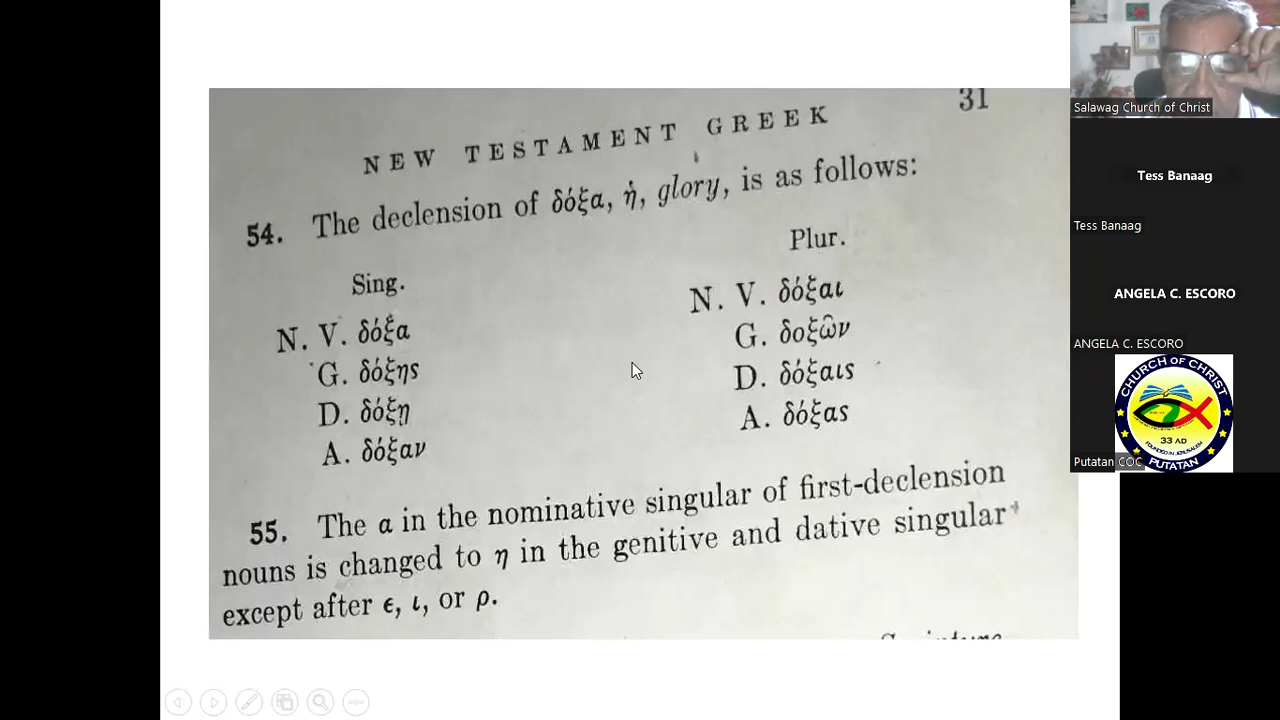 31
NEW TESTAMENT GREEK
54. The declension of δόξα, ἡ, glory, is as follows:
Sing.
N. V. δόξα
G. δόξης
D. δόξῃ
A. δόξαν
Plur.
N. V. δόξαι
G. δοξῶν
D. δόξαις
A. δόξας
55. The α in the nominative singular of first-declension
nouns is changed to η in the genitive and dative singular
except after ε, ι, or ρ.
Salawag Church of Christ
Tess Banaag
Tess Banaag
ANGELA C. ESCORO
ANGELA C. ESCORO
CHURCH OF CHRIST
33 AD
FOUNDED IN JERUSALEM
PUTATAN
Putatan COC